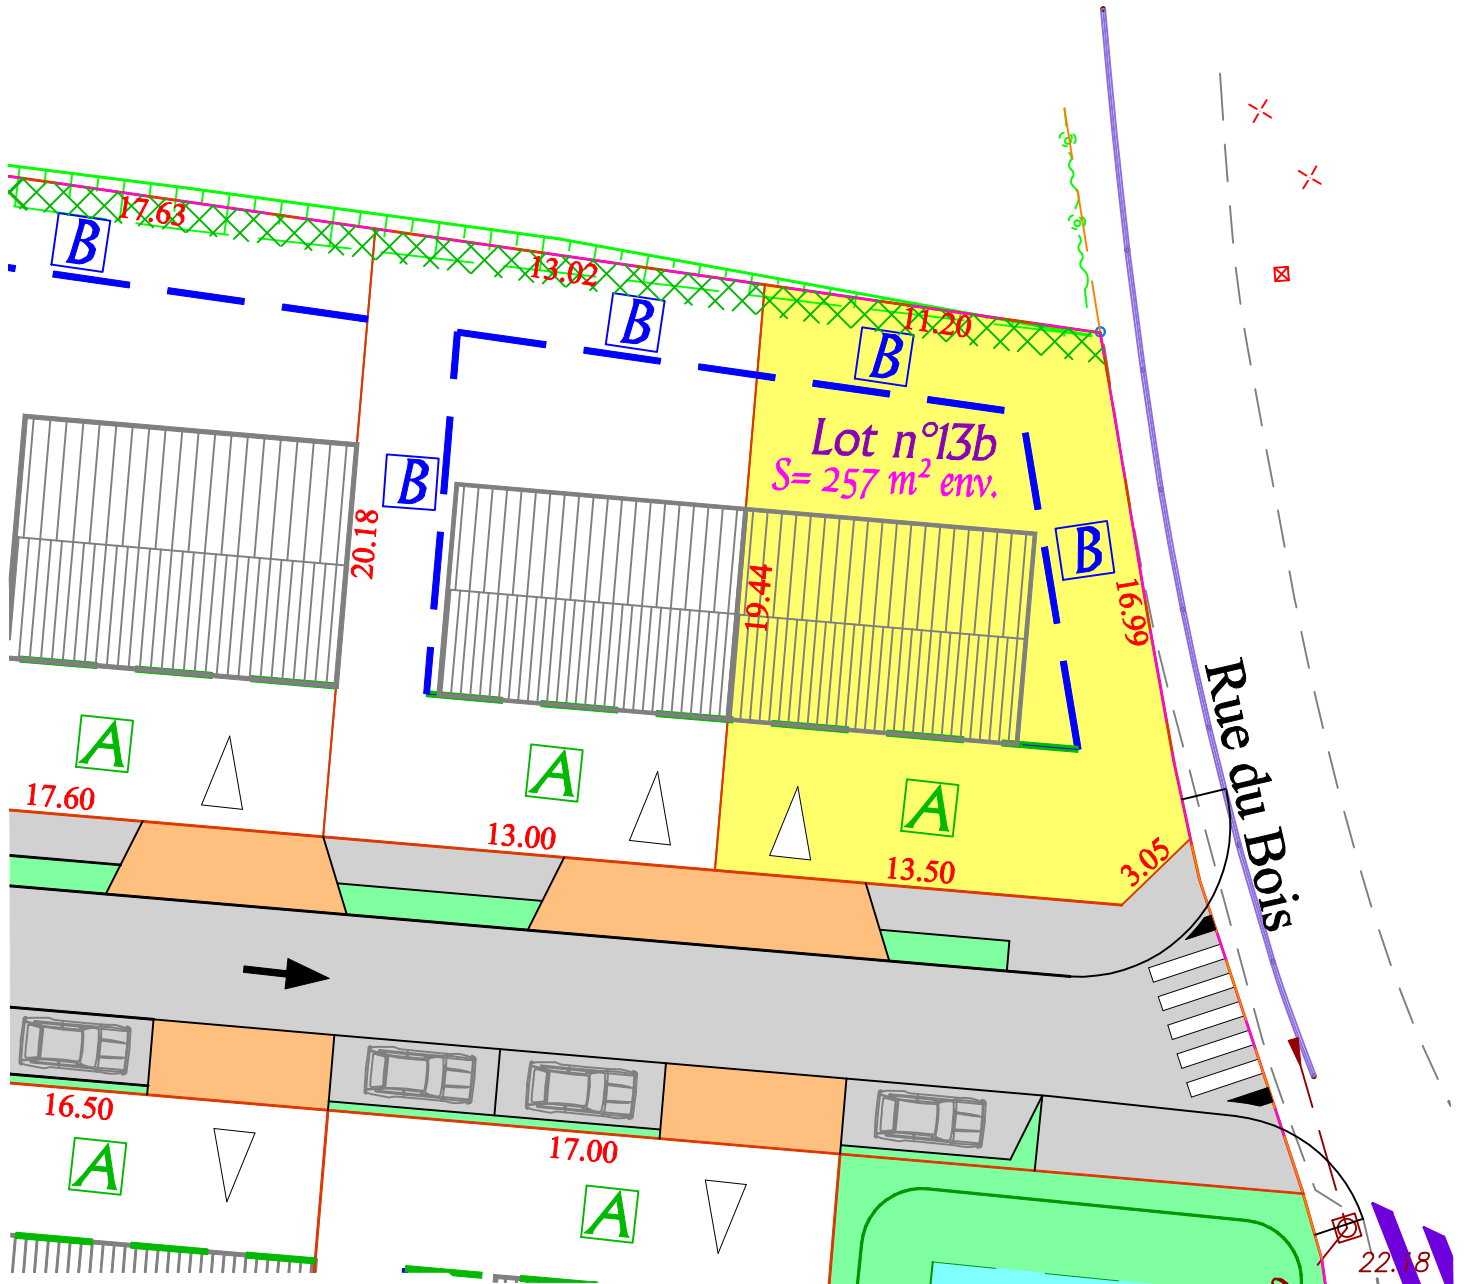 17.63
B
13.02
B
11.20
B
Lot n°13b
S= 257 m² env.
B
20.18
19.44
B
16.99
Rue du Bois
A
A
A
17.60
13.00
13.50
3.05
16.50
17.00
A
A
22.18